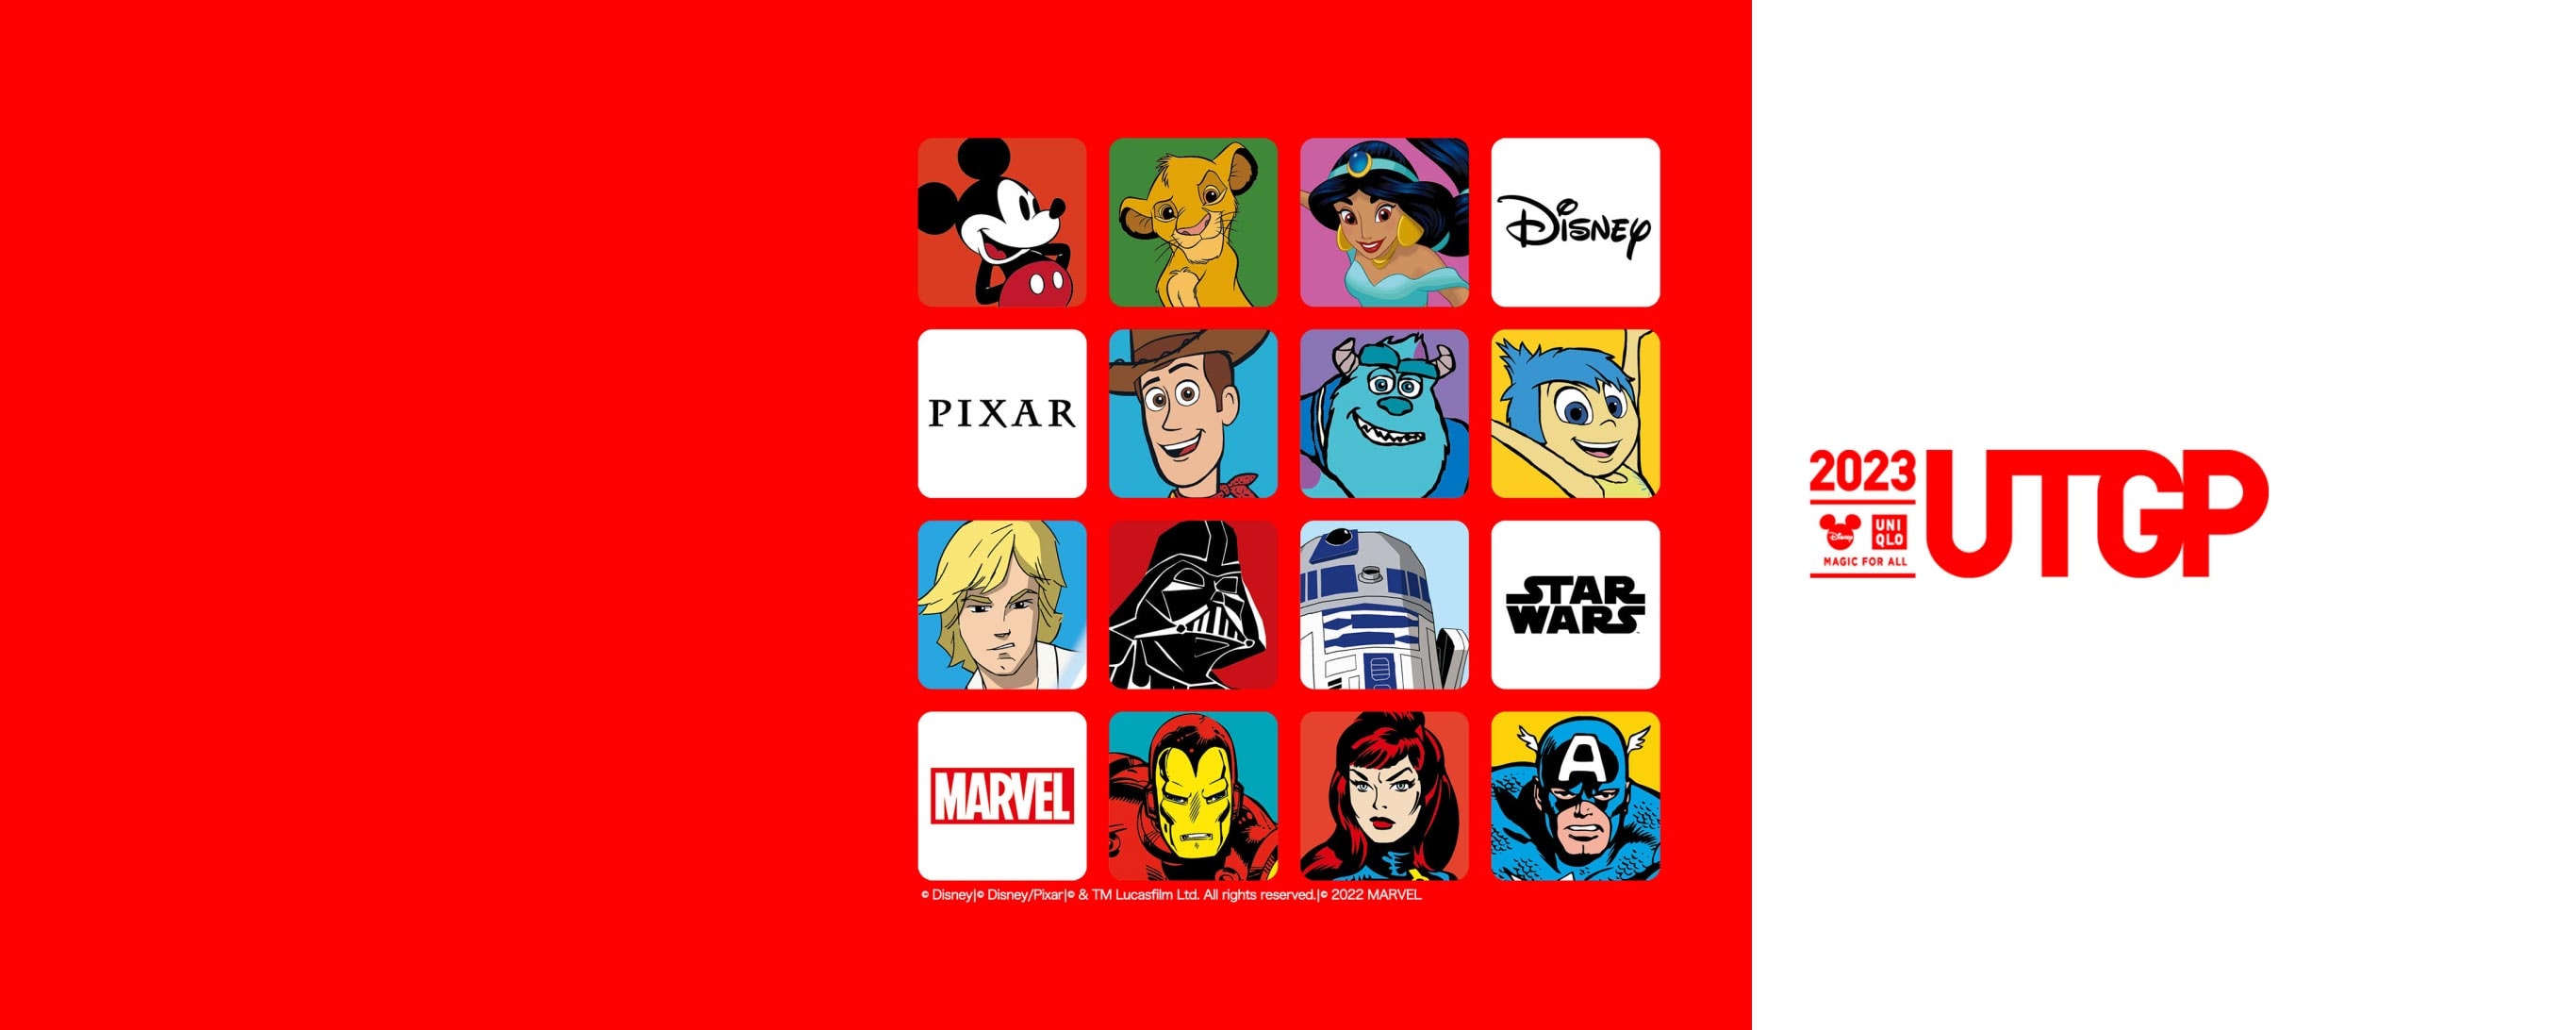 Disney
PIXAR
STAR
WARS
MARVEL
A
© Disney|© Disney/Pixar|© & TM Lucasfilm Ltd. All rights reserved.|© 2022 MARVEL
2023
Disney
UNI
QLO
MAGIC FOR ALL
UTGP